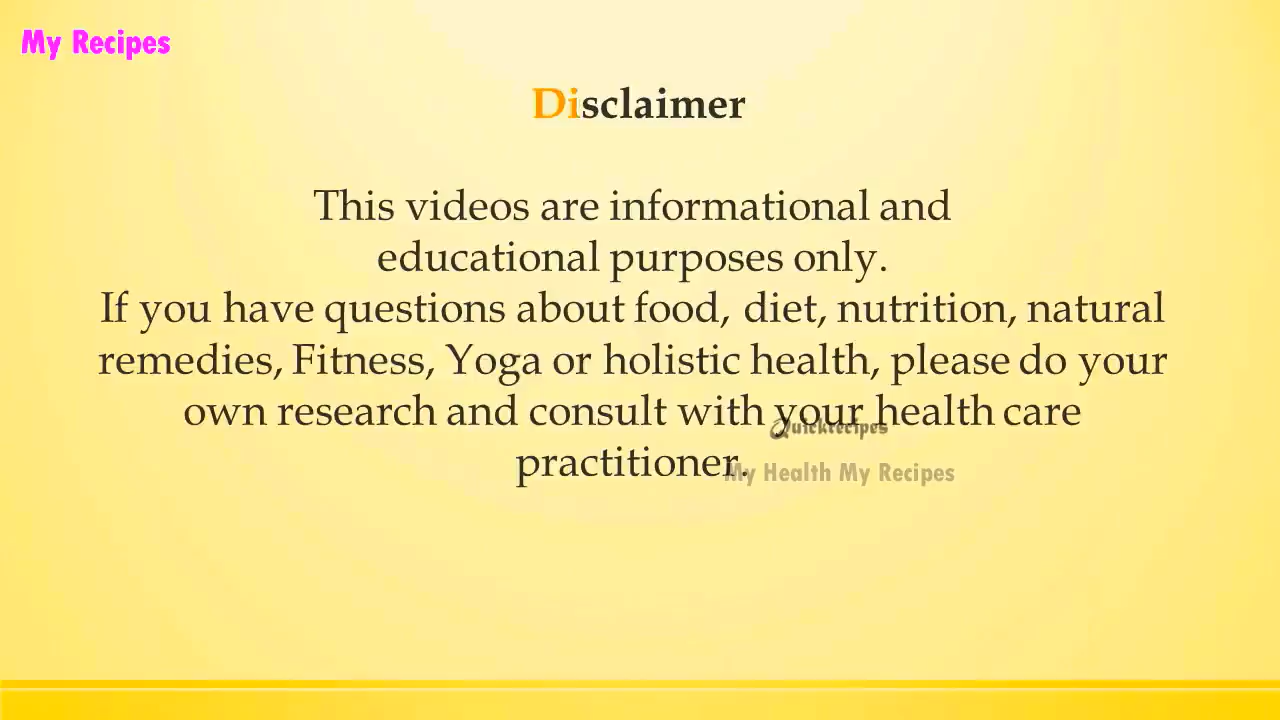 My Recipes
Disclaimer
This videos are informational and
educational purposes only.
If you have questions about food, diet, nutrition, natural
remedies, Fitness, Yoga or holistic health, please do your
own research and consult with your health care
Quickrecipes
practitioner.
My Health My Recipes